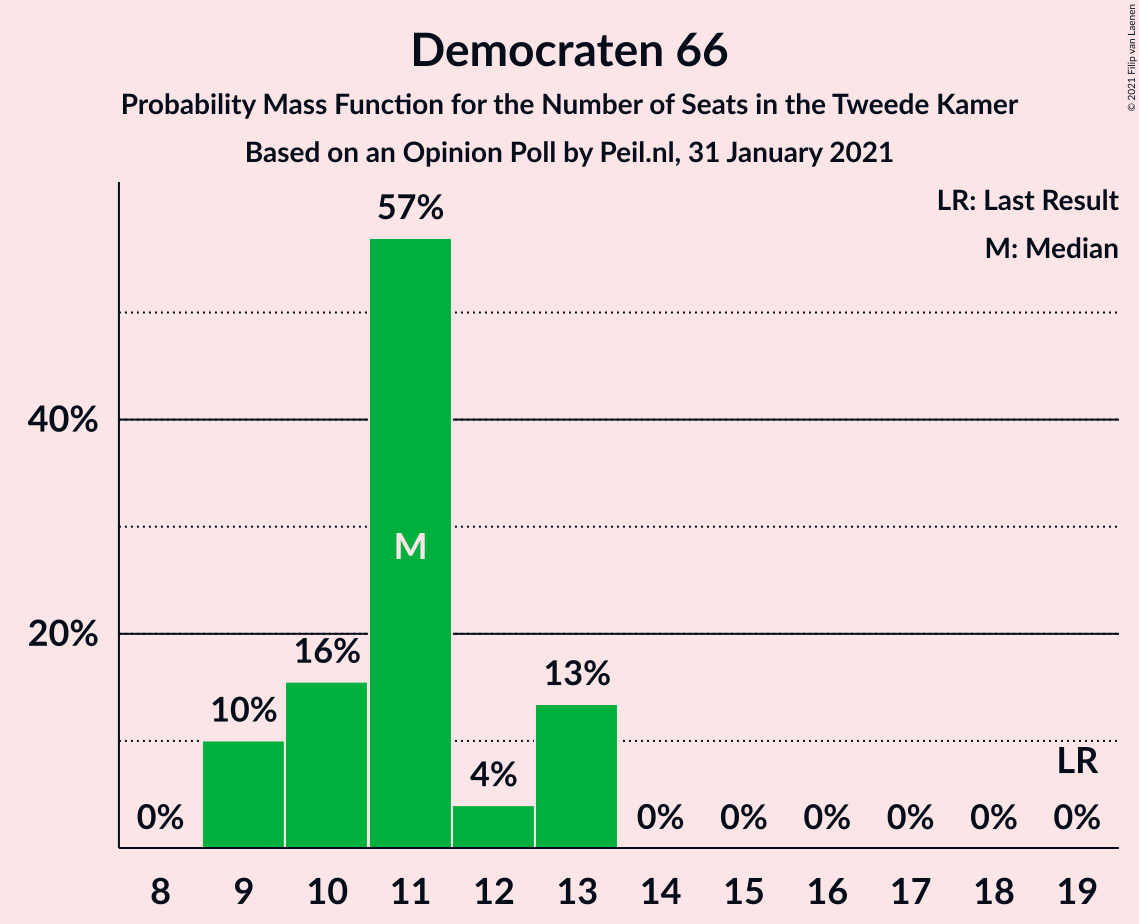 Democraten 66
Probability Mass Function for the Number of Seats in the Tweede Kamer
Based on an Opinion Poll by Peil.nl, 31 January 2021
© 2021 Filip van Laenen
LR: Last Result
M: Median
57%
40%
M
20%
16%
13%
10%
4%
LR
0% 0% 0% 0% 0% 0% 0%
8 9 10 11 12 13 14 15 16 17 18 19